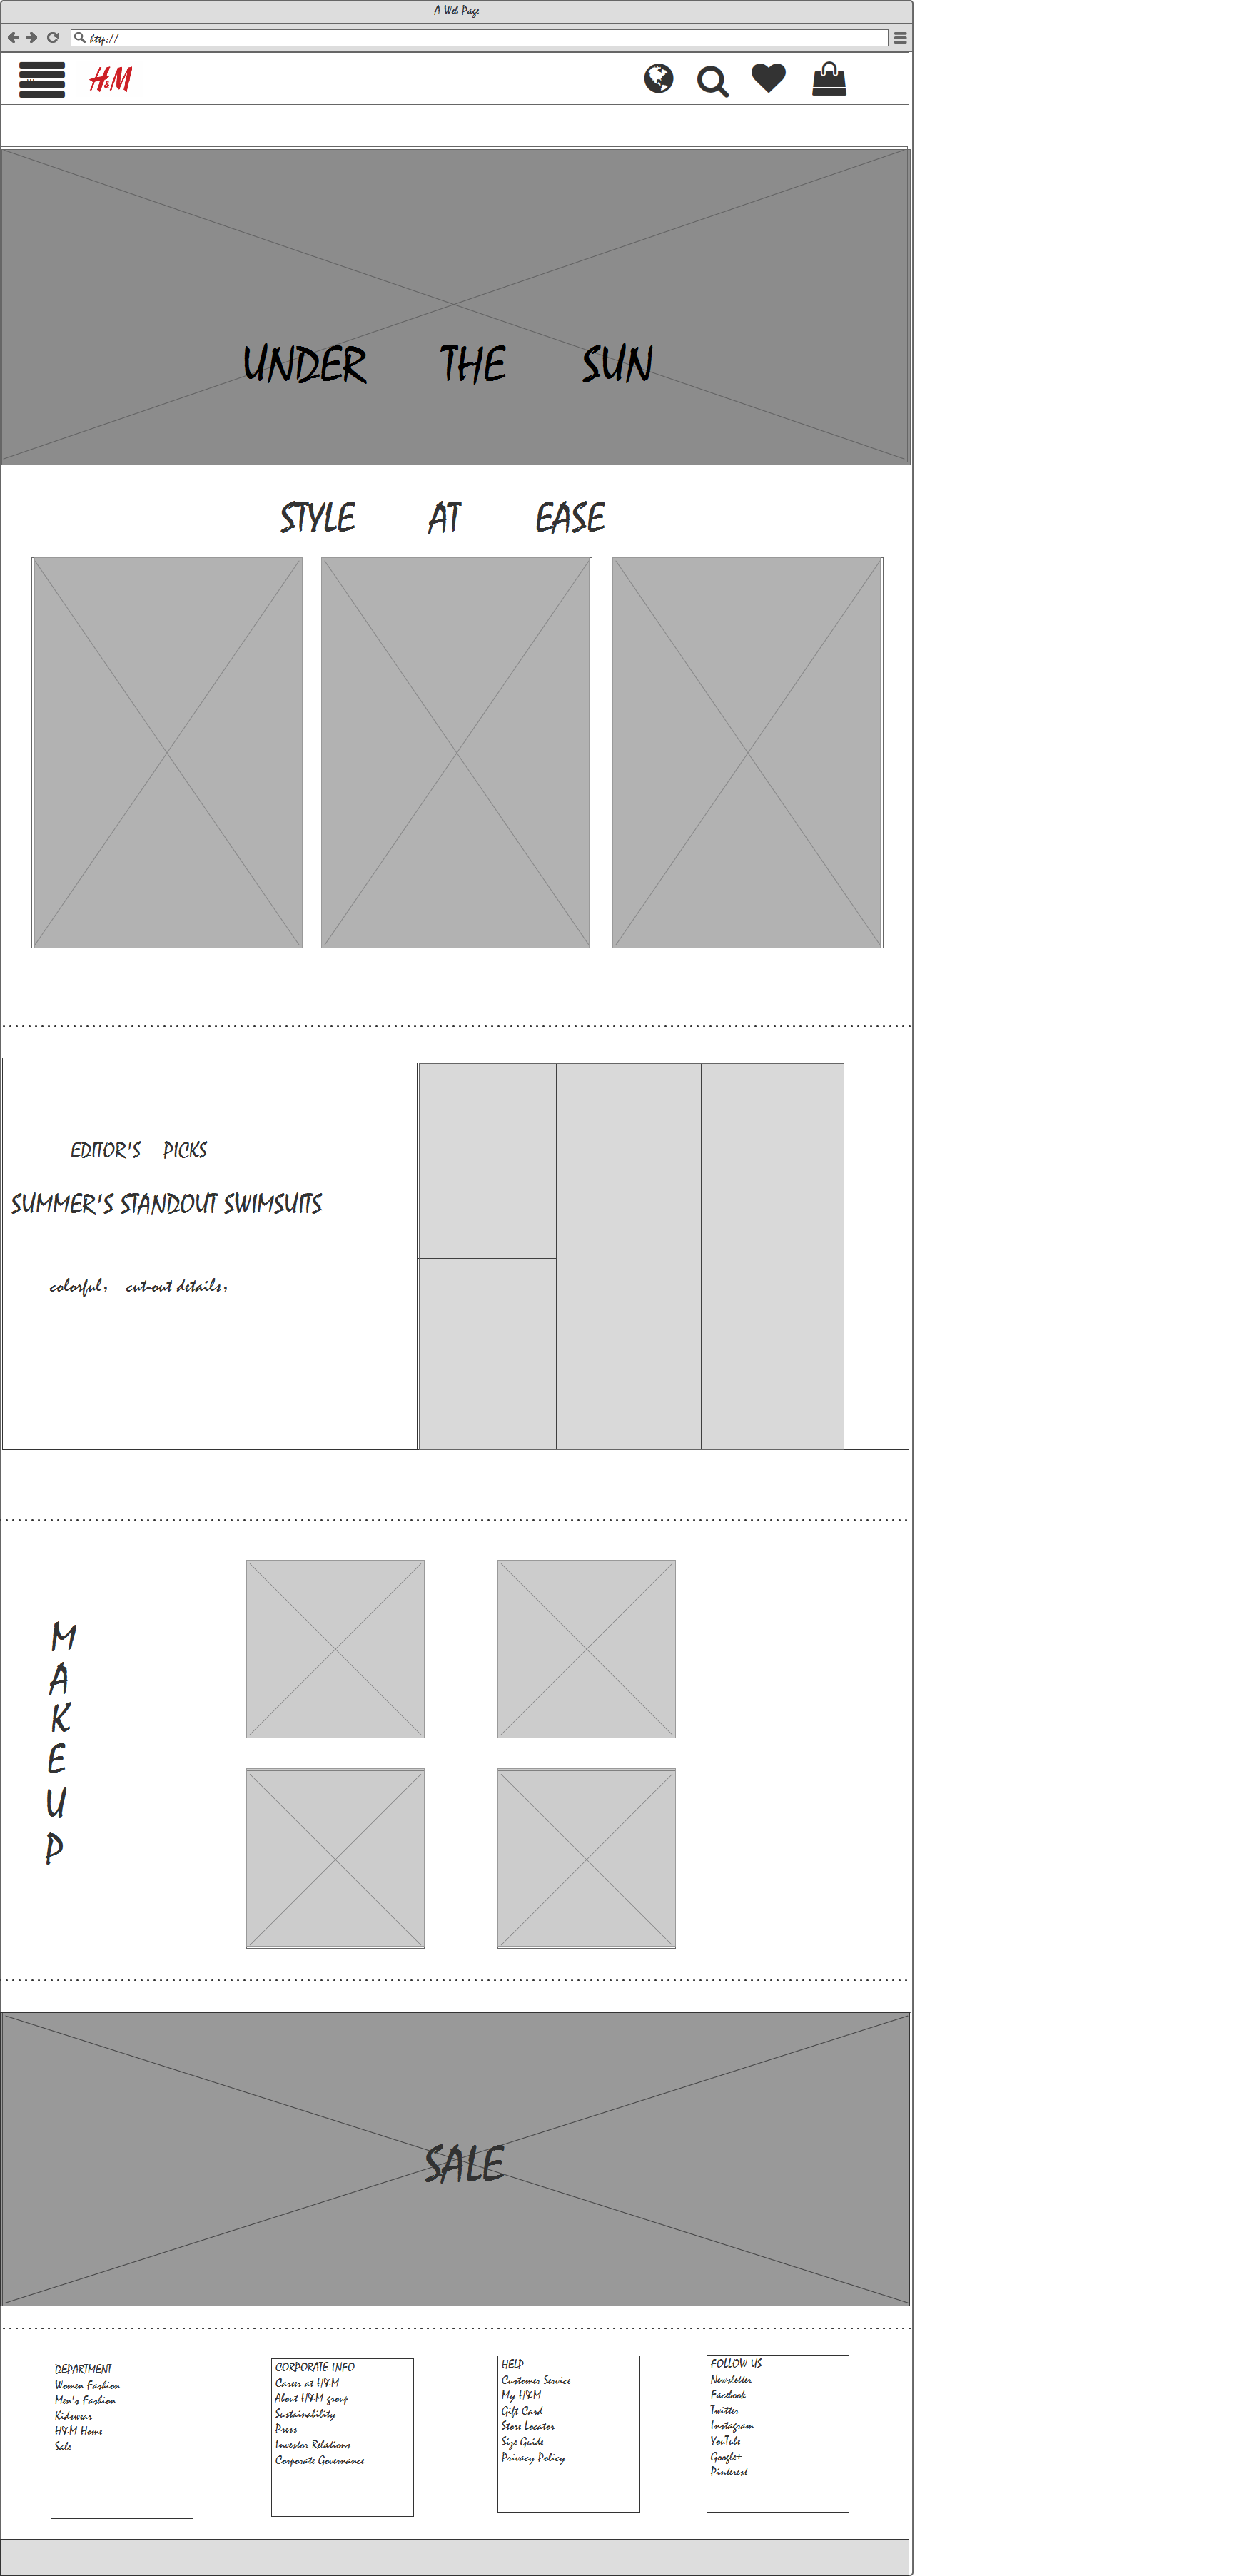 A Web Page
http://
H&M
UNDER THE SUN
STYLE AT EASE
EDITOR'S PICKS
SUMMER'S STANDOUT SWIMSUITS
colorful, cut-out details,
M
A
K
E
U
P
SALE
DEPARTMENT
Women Fashion
Men's Fashion
Kidswear
H&M Home
Sale
CORPORATE INFO
Career at H&M
About H&M group
Sustainability
Press
Investor Relations
Corporate Governance
HELP
Customer Service
My H&M
Gift Card
Store Locator
Size Guide
Privacy Policy
FOLLOW US
Newsletter
Facebook
Twitter
Instagram
YouTube
Google+
Pinterest